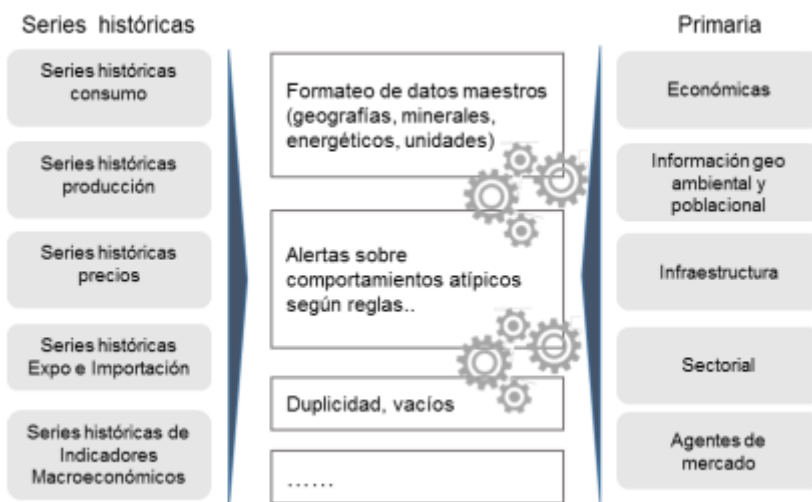 Series históricas
Series históricas
consumo
Series históricas
producción
Series históricas
precios
Series históricas
Expo e Importación
Series históricas de
Indicadores
Macroeconómicos
Formateo de datos maestros
(geografías, minerales,
energéticos, unidades)
Alertas sobre
comportamientos atípicos
según reglas..
Duplicidad, vacíos
......
Primaria
Económicas
Información geo
ambiental y
poblacional
Infraestructura
Sectorial
Agentes de
mercado